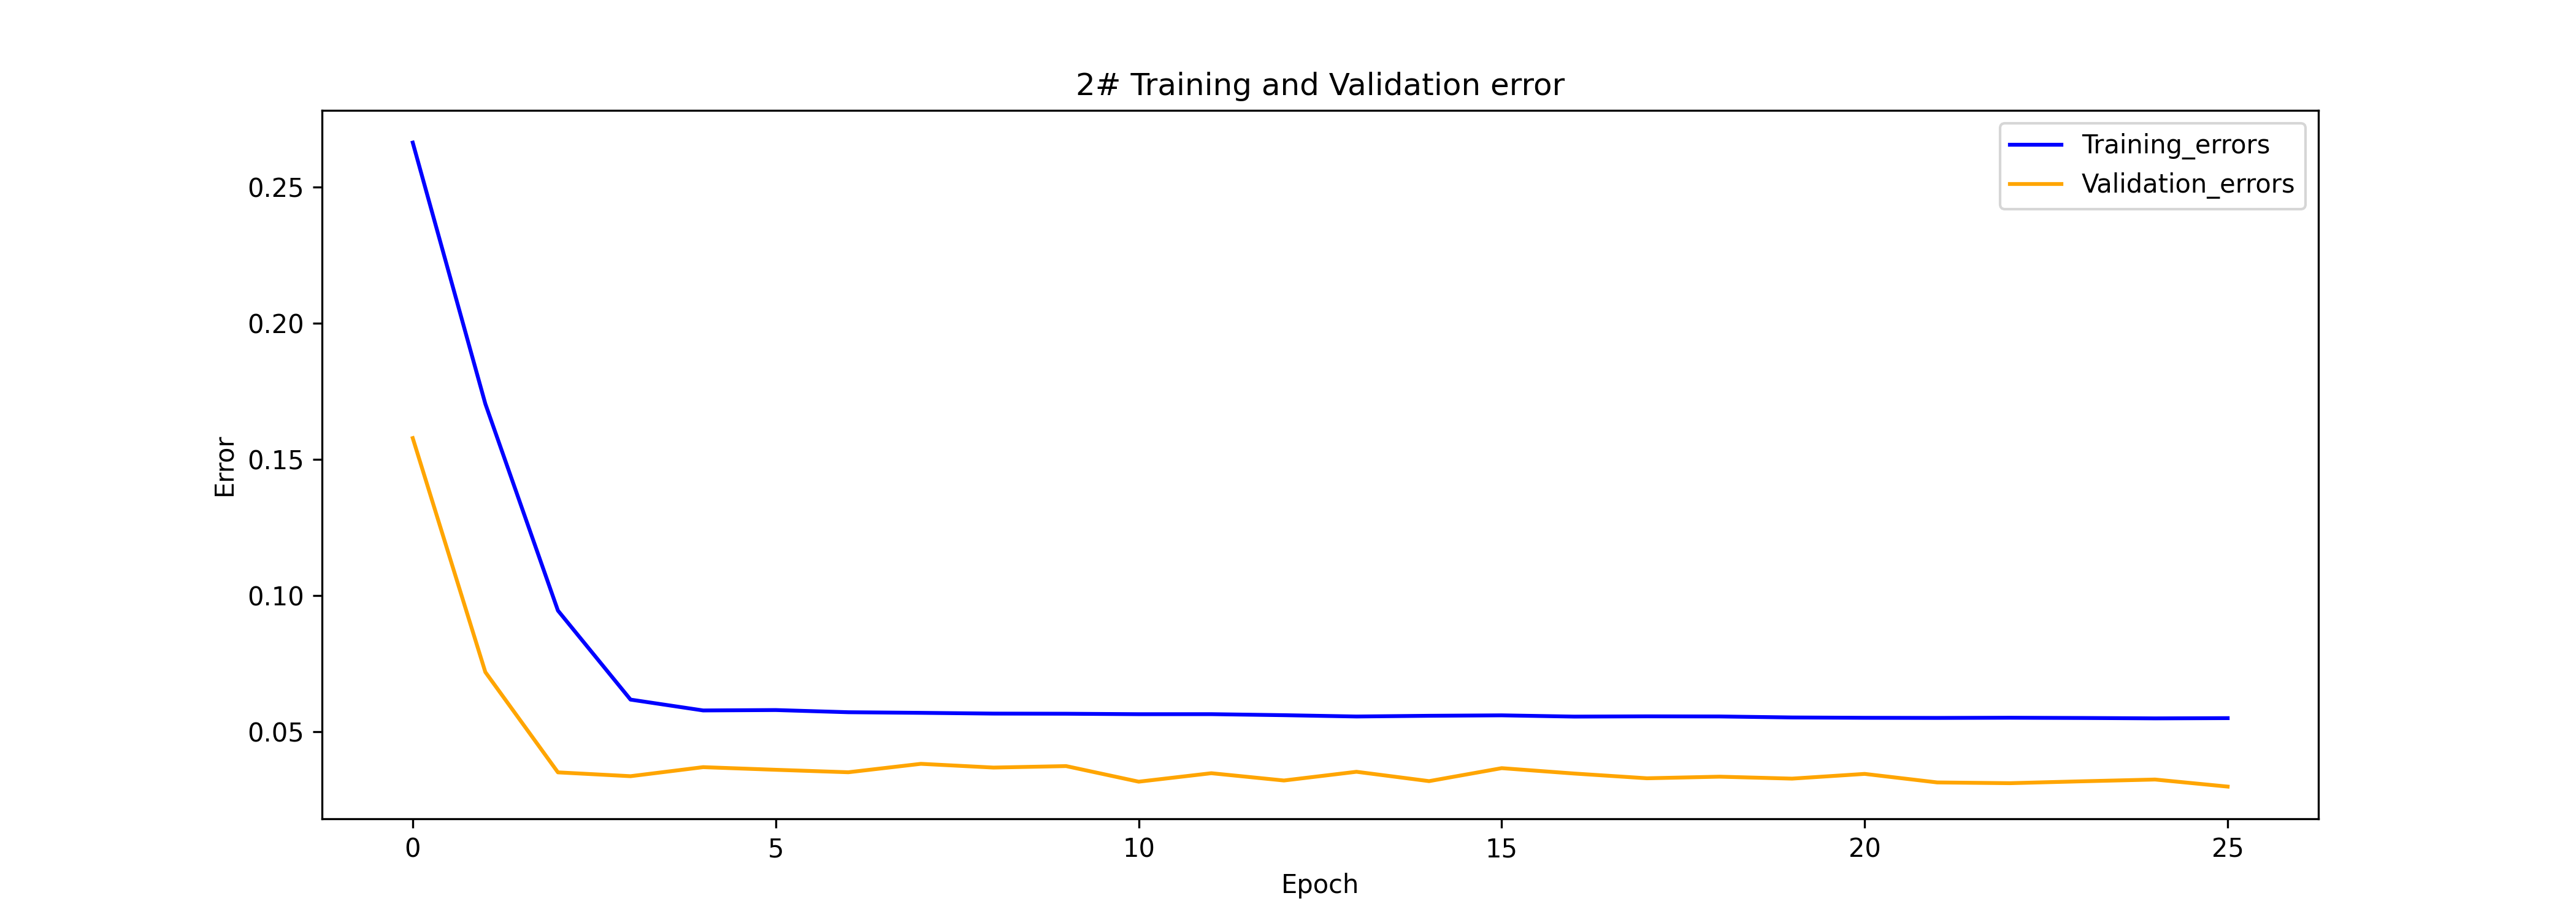 2# Training and Validation error
Training_errors
Validation_errors
0.25
0.20
0.15
0.10
0.05
Error
0
5
10
15
20
25
Epoch